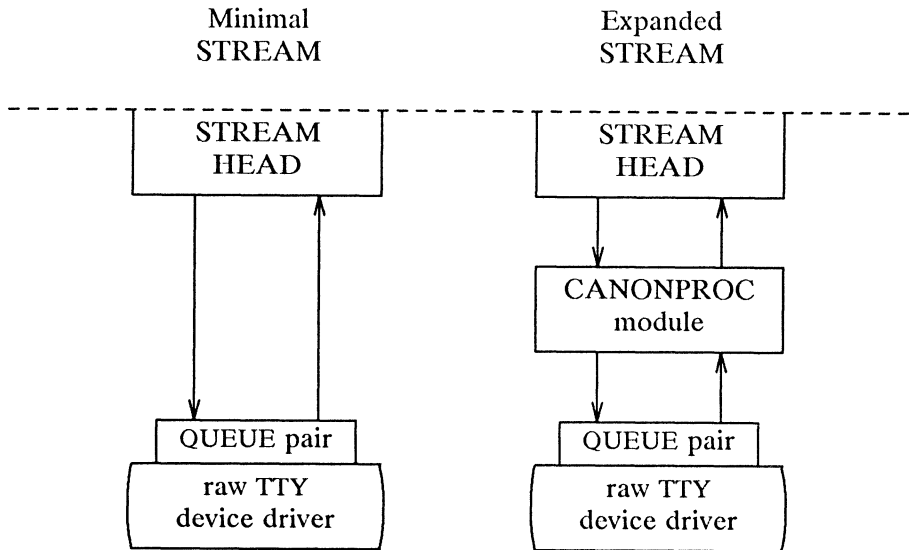 Minimal
STREAM
Expanded
STREAM
STREAM
HEAD
STREAM
HEAD
CANONPROC
module
QUEUE pair
QUEUE pair
raw TTY
device driver
raw TTY
device driver